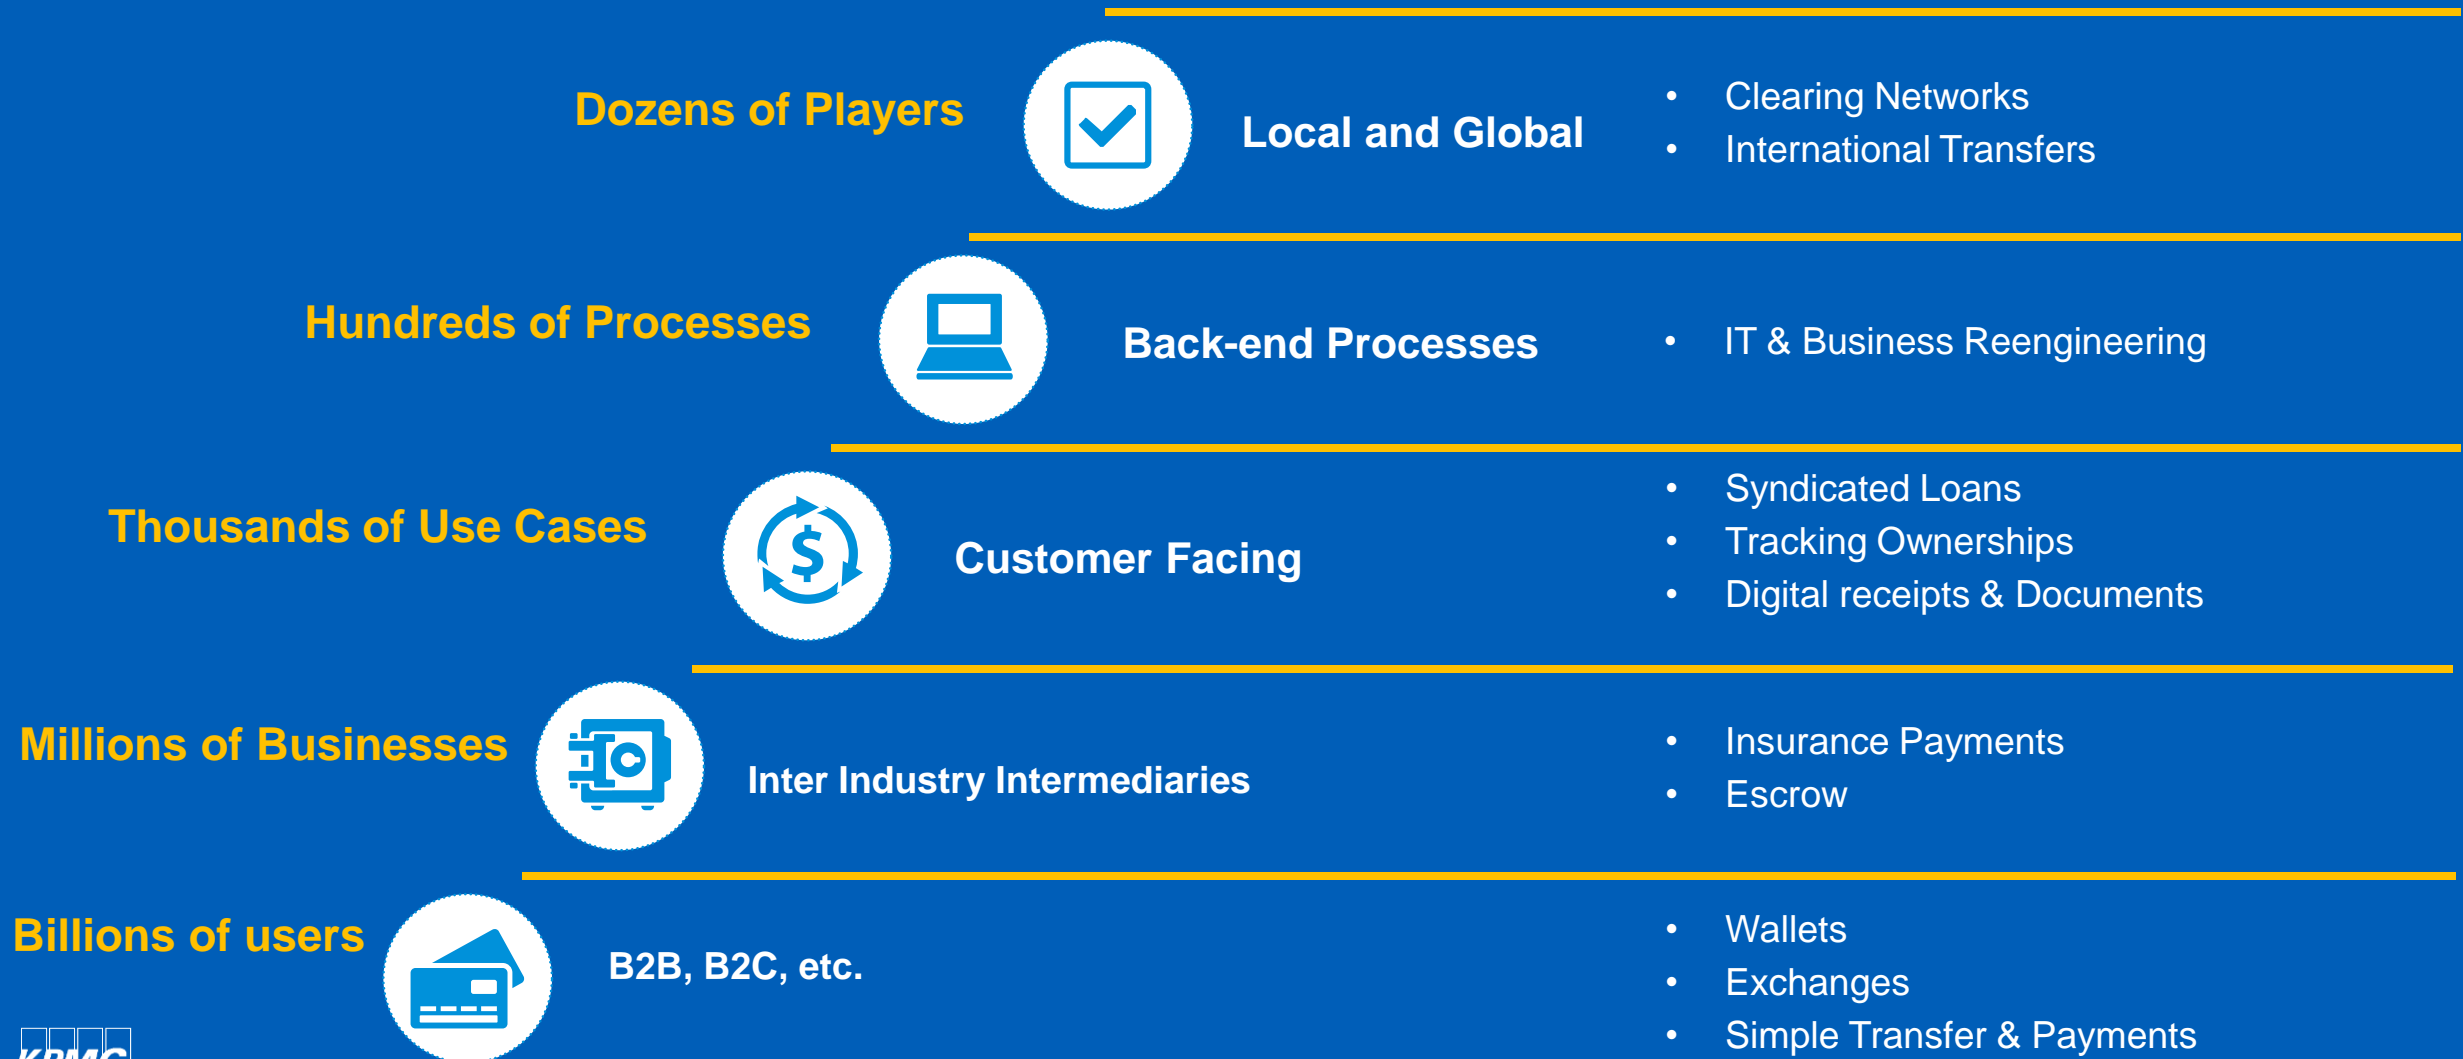 Dozens of Players
Local and Global
• Clearing Networks
• International Transfers
Hundreds of Processes
Back-end Processes
• IT & Business Reengineering
Thousands of Use Cases
Customer Facing
• Syndicated Loans
• Tracking Ownerships
• Digital receipts & Documents
Millions of Businesses
Inter Industry Intermediaries
• Insurance Payments
• Escrow
Billions of users
B2B, B2C, etc.
• Wallets
• Exchanges
• Simple Transfer & Payments
KPMG